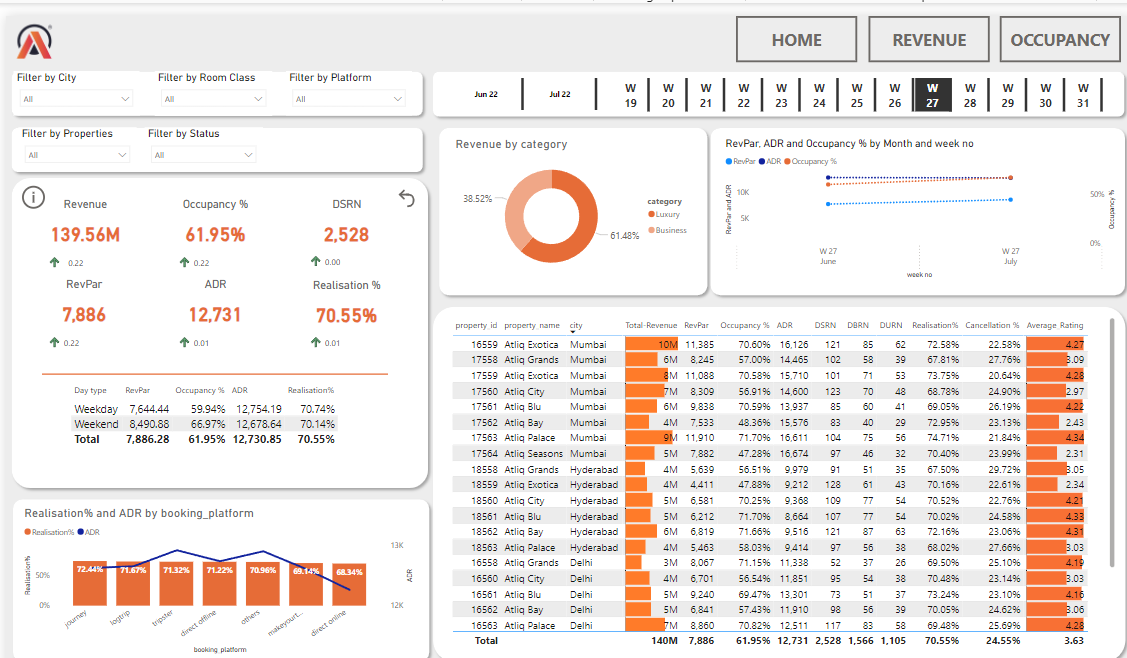 HOME
REVENUE
OCCUPANCY
Filter by City
Filter by Room Class
Filter by Platform
All
All
All
Filter by Properties
Filter by Status
All
All
Jun 22
Jul 22
W 19
W 20
W 21
W 22
W 23
W 24
W 25
W 26
W 27
W 28
W 29
W 30
W 31
Revenue
Occupancy %
DSRN
139.56M
61.95%
2,528
0.22
0.22
0.00
RevPar
ADR
Realisation %
7,886
12,731
70.55%
0.22
0.01
0.01
Day type RevPar Occupancy % ADR Realisation%
Weekday 7,644.44 59.94% 12,754.19 70.74%
Weekend 8,490.88 66.97% 12,678.64 70.14%
Total 7,886.28 61.95% 12,730.85 70.55%
Realisation% and ADR by booking_platform
Realisation% ADR
Realisation%
50%
0%
72.44%
71.67%
71.32%
71.22%
70.96%
69.14%
68.34%
13K
12K
ADR
journey
logtrip
tripster
direct offline
others
makeyourt...
direct online
booking_platform
Revenue by category
38.52%
61.48%
category
Luxury
Business
RevPar, ADR and Occupancy % by Month and week no
RevPar ADR Occupancy %
RevPar and ADR
10K
5K
50%
0%
Occupancy %
W 27
June
W 27
July
week no
property_id property_name city Total-Revenue RevPar Occupancy % ADR DSRN DBRN DURN Realisation% Cancellation % Average_Rating
16559 Atliq Exotica Mumbai 10M 11,385 70.60% 16,126 121 85 62 72.58% 22.58% 4.27
17558 Atliq Grands Mumbai 6M 8,245 57.00% 14,465 102 58 39 67.81% 27.76% 3.09
17559 Atliq Exotica Mumbai 8M 11,088 70.58% 15,710 101 71 53 73.75% 20.64% 4.28
17560 Atliq City Mumbai 7M 8,309 56.91% 14,600 123 70 48 68.78% 24.90% 2.97
17561 Atliq Blu Mumbai 6M 9,838 70.59% 13,937 85 60 41 69.05% 26.19% 4.22
17562 Atliq Bay Mumbai 4M 7,533 48.36% 15,576 83 40 29 72.95% 23.13% 2.43
17563 Atliq Palace Mumbai 9M 11,910 71.70% 16,611 104 75 56 74.71% 21.84% 4.34
17564 Atliq Seasons Mumbai 5M 7,882 47.28% 16,674 97 46 32 70.40% 23.99% 2.31
18558 Atliq Grands Hyderabad 4M 5,639 56.51% 9,979 91 51 35 67.50% 29.72% 3.05
18559 Atliq Exotica Hyderabad 4M 4,411 47.88% 9,212 128 61 43 70.16% 22.61% 2.34
18560 Atliq City Hyderabad 5M 6,581 70.25% 9,368 109 77 54 70.52% 22.76% 4.21
18561 Atliq Blu Hyderabad 5M 6,212 71.70% 8,664 107 77 54 70.02% 24.58% 4.33
18562 Atliq Bay Hyderabad 6M 6,819 71.66% 9,516 121 87 63 72.16% 23.06% 4.31
18563 Atliq Palace Hyderabad 4M 5,463 58.03% 9,414 97 56 38 68.02% 27.66% 3.03
16558 Atliq Grands Delhi 3M 8,067 71.15% 11,338 52 37 26 69.50% 25.10% 4.19
16560 Atliq City Delhi 4M 6,701 56.54% 11,851 95 54 38 70.48% 23.14% 3.03
16561 Atliq Blu Delhi 5M 9,240 69.47% 13,301 73 51 37 73.24% 23.10% 4.16
16562 Atliq Bay Delhi 5M 6,841 57.43% 11,910 98 56 39 70.05% 24.62% 3.06
16563 Atliq Palace Delhi 7M 8,860 70.82% 12,511 117 83 58 69.48% 25.69% 4.28
Total 140M 7,886 61.95% 12,731 2,528 1,566 1,105 70.55% 24.55% 3.63